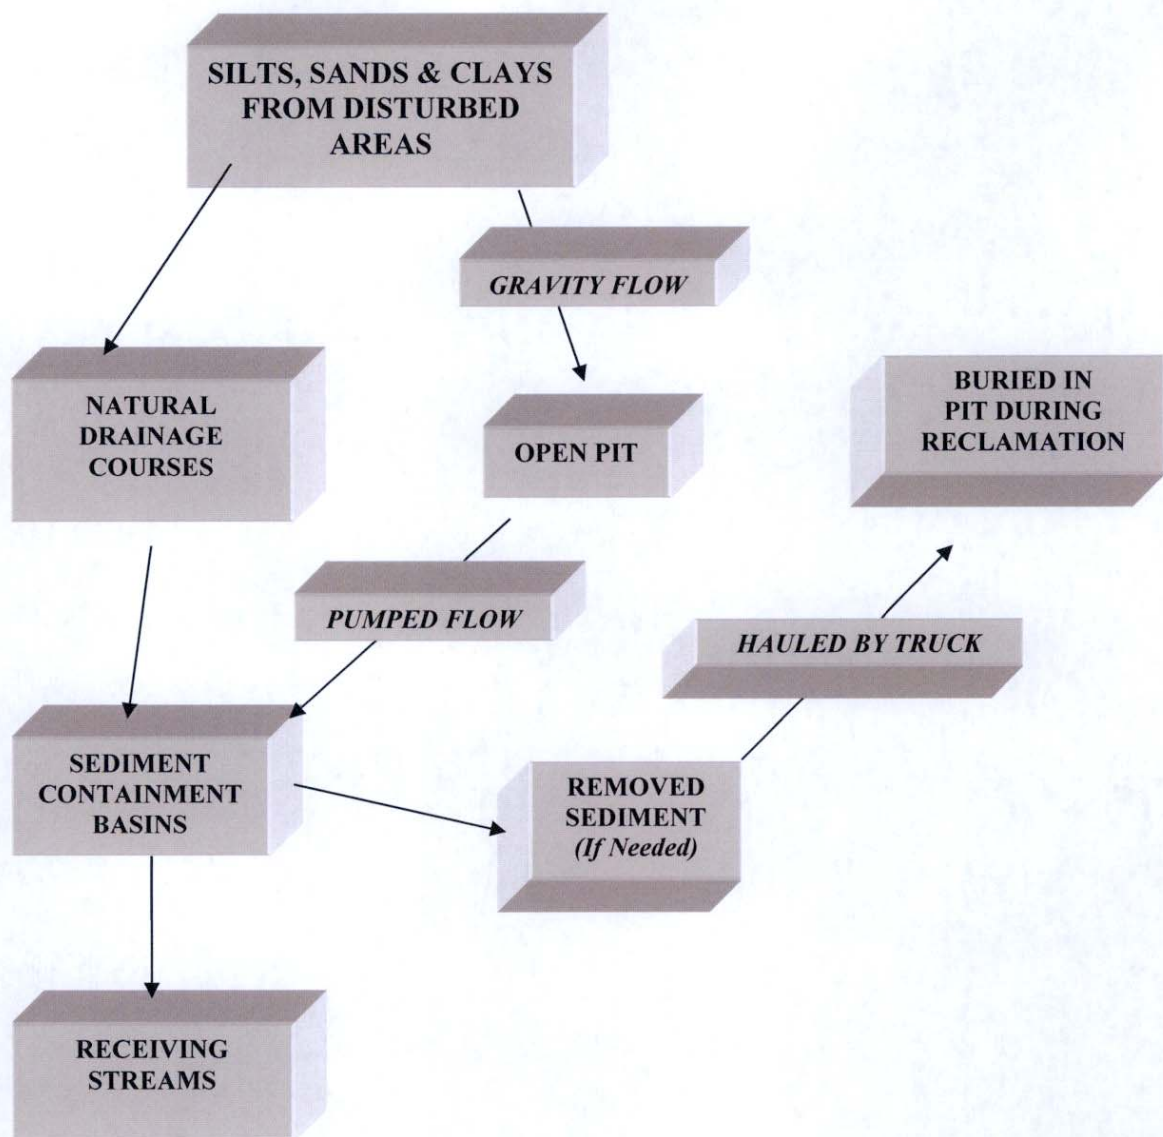 SILTS, SANDS & CLAYS
FROM DISTURBED
AREAS
GRAVITY FLOW
NATURAL
DRAINAGE
COURSES
OPEN PIT
BURIED IN
PIT DURING
RECLAMATION
PUMPED FLOW
HAULED BY TRUCK
SEDIMENT
CONTAINMENT
BASINS
REMOVED
SEDIMENT
(If Needed)
RECEIVING
STREAMS